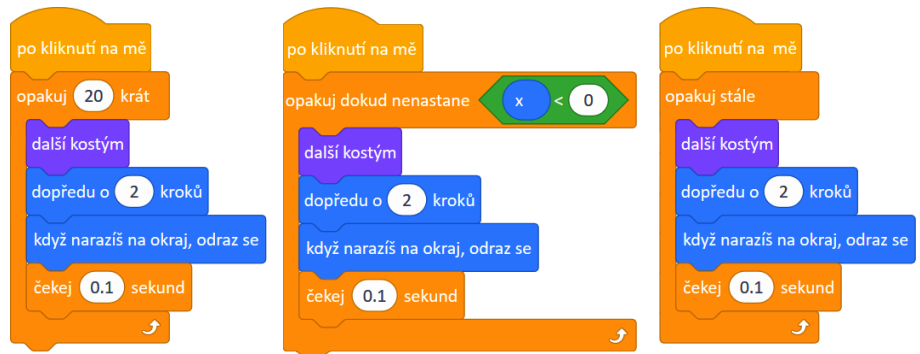 po kliknutí na mě
opakuj 20 krát
další kostým
dopředu o 2 kroků
když narazíš na okraj, odraz se
čekej 0.1 sekund
po kliknutí na mě
opakuj dokud nenastane x < 0
další kostým
dopředu o 2 kroků
když narazíš na okraj, odraz se
čekej 0.1 sekund
po kliknutí na mě
opakuj stále
další kostým
dopředu o 2 kroků
když narazíš na okraj, odraz se
čekej 0.1 sekund